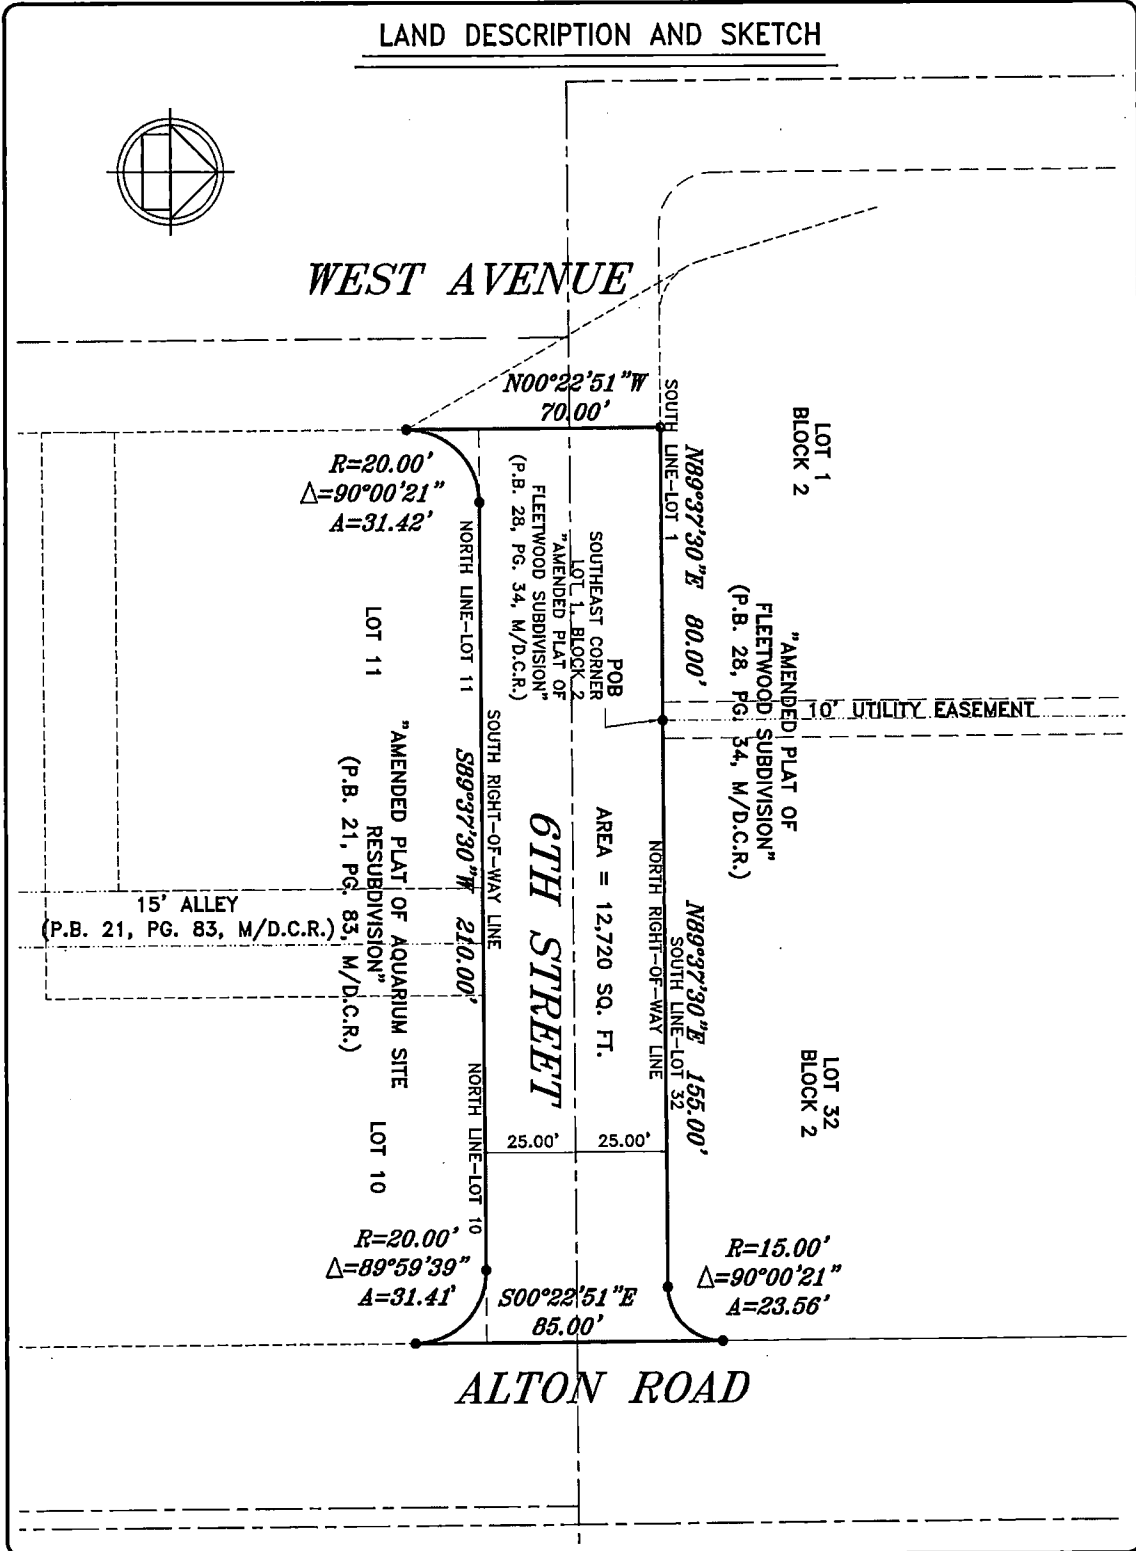 LAND DESCRIPTION AND SKETCH
WEST AVENUE
N00°22'51"W
70.00'
R=20.00'
Δ=90°00'21"
A=31.42'
SOUTH LINE-LOT 1
N89°37'30"E 80.00'
LOT 1
BLOCK 2
"AMENDED PLAT OF
FLEETWOOD SUBDIVISION"
(P.B. 28, PG. 34, M/D.C.R.)
POB
SOUTHEAST CORNER
LOT 1, BLOCK 2
"AMENDED PLAT OF
FLEETWOOD SUBDIVISION"
(P.B. 28, PG. 34, M/D.C.R.)
NORTH LINE-LOT 11
LOT 11
10' UTILITY EASEMENT
SOUTH RIGHT-OF-WAY LINE
S89°37'30"W 210.00'
"AMENDED PLAT OF AQUARIUM SITE
RESUBDIVISION"
(P.B. 21, PG. 83, M/D.C.R.)
15' ALLEY
(P.B. 21, PG. 83, M/D.C.R.)
6TH STREET
AREA = 12,720 SQ. FT.
NORTH RIGHT-OF-WAY LINE
N89°37'30"E 155.00'
SOUTH LINE-LOT 32
LOT 32
BLOCK 2
25.00'
25.00'
NORTH LINE-LOT 10
LOT 10
R=20.00'
Δ=89°59'39"
A=31.41'
S00°22'51"E
85.00'
R=15.00'
Δ=90°00'21"
A=23.56'
ALTON ROAD